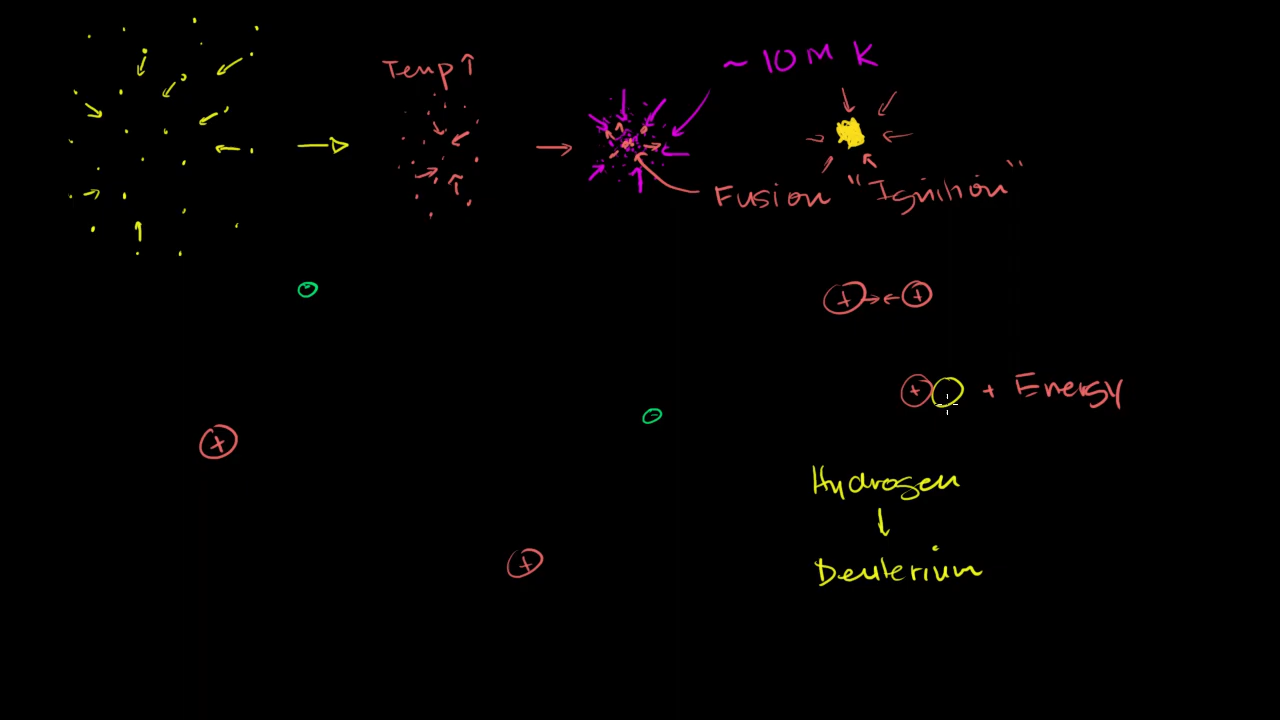 Temp ↑
~ 10 M K
Fusion "Ignition"
+ → ← +
-
+ + Energy
-
+
Hydrogen
↓
Deuterium
+